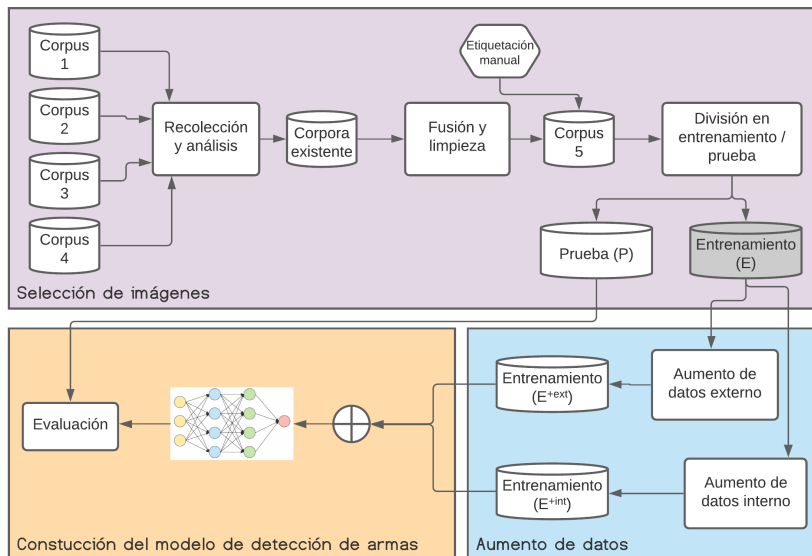 Corpus
1
Corpus
2
Corpus
3
Corpus
4
Recolección
y análisis
Corpora
existente
Fusión y
limpieza
Etiquetación
manual
Corpus
5
División en
entrenamiento /
prueba
Prueba (P)
Entrenamiento
(E)
Selección de imágenes
Evaluación
Entrenamiento
(E+ext)
Aumento de
datos externo
Entrenamiento
(E+int)
Aumento de
datos interno
Constucción del modelo de detección de armas
Aumento de datos